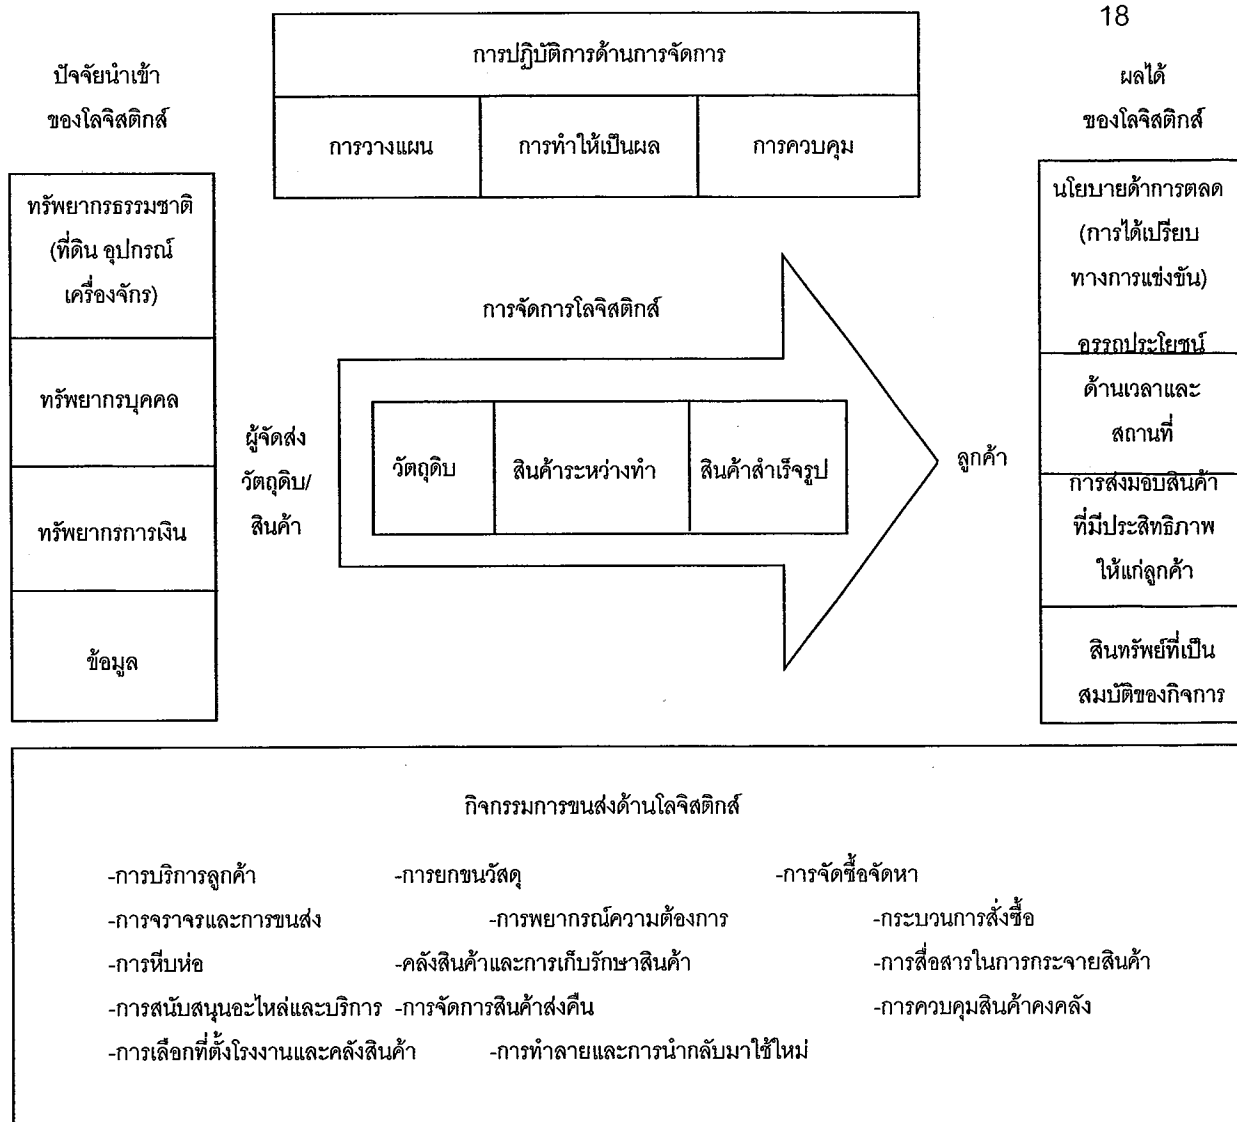 18
การปฏิบัติการด้านการจัดการ
การวางแผน การทำให้เป็นผล การควบคุม
ปัจจัยนำเข้า
ของโลจิสติกส์
ทรัพยากรธรรมชาติ
(ที่ดิน อุปกรณ์
เครื่องจักร)
ทรัพยากรบุคคล
ทรัพยากรการเงิน
ข้อมูล
ผู้จัดส่ง
วัตถุดิบ/
สินค้า
การจัดการโลจิสติกส์
วัตถุดิบ สินค้าระหว่างทำ สินค้าสำเร็จรูป
ลูกค้า
ผลได้
ของโลจิสติกส์
นโยบายด้าการตลด
(การได้เปรียบ
ทางการแข่งขัน)
อรรถประโยชน์
ด้านเวลาและ
สถานที่
การส่งมอบสินค้า
ที่มีประสิทธิภาพ
ให้แก่ลูกค้า
สินทรัพย์ที่เป็น
สมบัติของกิจการ
กิจกรรมการขนส่งด้านโลจิสติกส์
-การบริการลูกค้า -การยกขนวัสดุ -การจัดซื้อจัดหา
-การจราจรและการขนส่ง -การพยากรณ์ความต้องการ -กระบวนการสั่งซื้อ
-การหีบห่อ -คลังสินค้าและการเก็บรักษาสินค้า -การสื่อสารในการกระจายสินค้า
-การสนับสนุนอะไหล่และบริการ -การจัดการสินค้าส่งคืน -การควบคุมสินค้าคงคลัง
-การเลือกที่ตั้งโรงงานและคลังสินค้า -การทำลายและการนำกลับมาใช้ใหม่